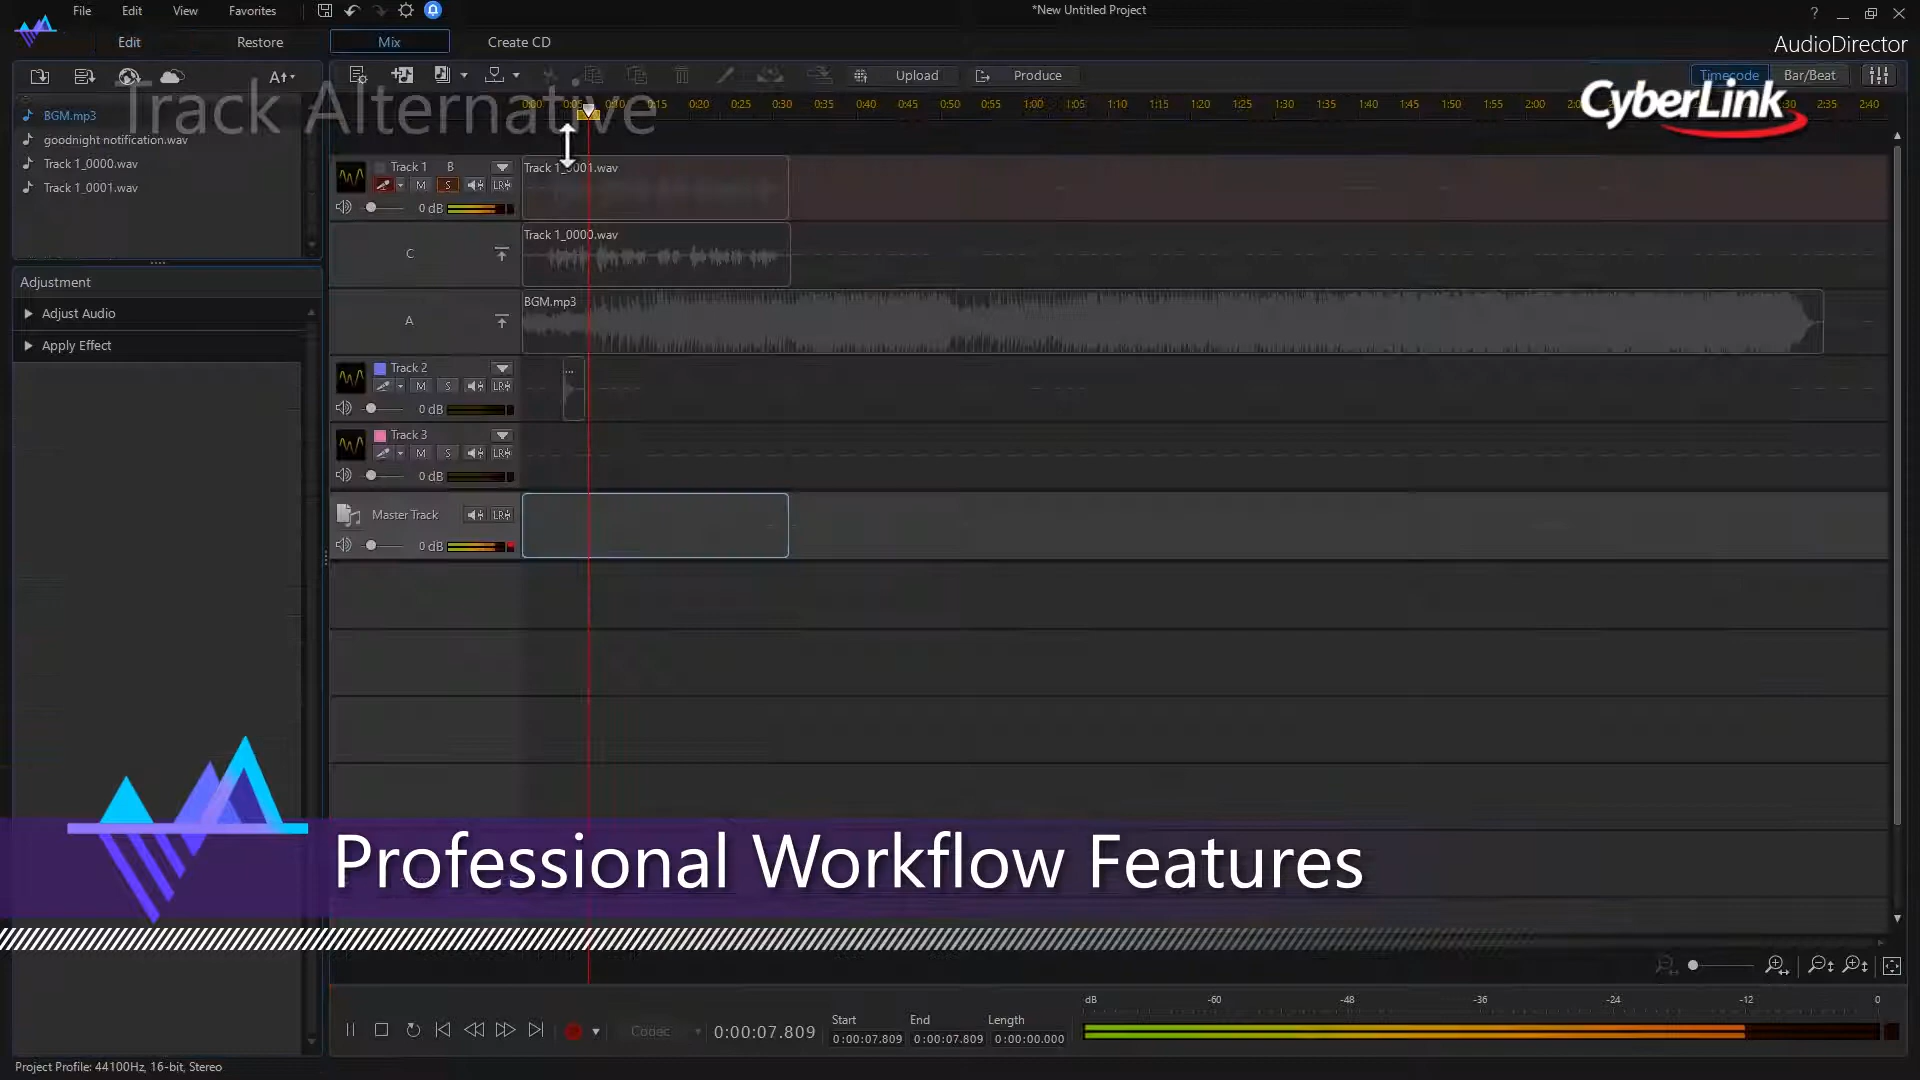 File Edit View Favorites *New Untitled Project ?
Edit Restore Mix Create CD AudioDirector
Upload Produce Timecode Bar/Beat
Track Alternative
CyberLink
0:00 0:05 0:10 0:15 0:20 0:25 0:30 0:35 0:40 0:45 0:50 0:55 1:00 1:05 1:10 1:15 1:20 1:25 1:30 1:35 1:40 1:45 1:50 1:55 2:00 2:05 2:10 2:35 2:40
BGM.mp3
goodnight notification.wav
Track 1_0000.wav
Track 1_0001.wav
Adjustment
Adjust Audio
Apply Effect
Track 1 B
M S LR
0 dB
Track 1_0001.wav
C
Track 1_0000.wav
A
BGM.mp3
Track 2
M S LR
0 dB
...
Track 3
M S LR
0 dB
Master Track LR
0 dB
Professional Workflow Features
Codec 0:00:07.809
Start End Length
0:00:07.809 0:00:07.809 0:00:00.000
dB -60 -48 -36 -24 -12 0
Project Profile: 44100Hz, 16-bit, Stereo